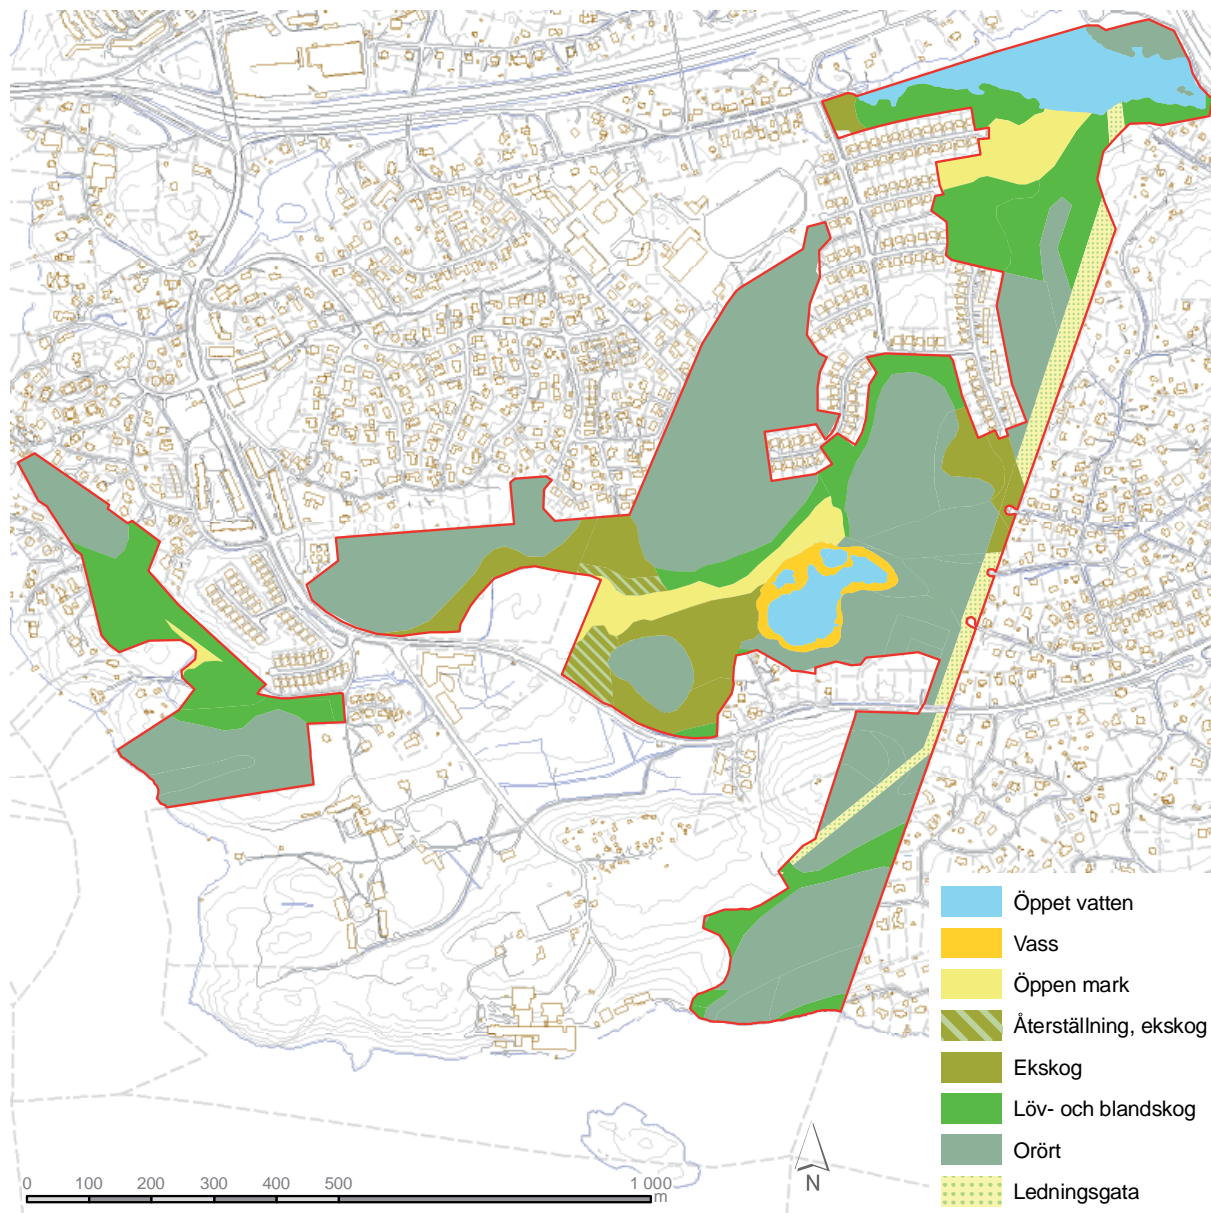 Öppet vatten
Vass
Öppen mark
Återställning, ekskog
Ekskog
Löv- och blandskog
Orört
Ledningsgata
N
0 100 200 300 400 500 1 000
m